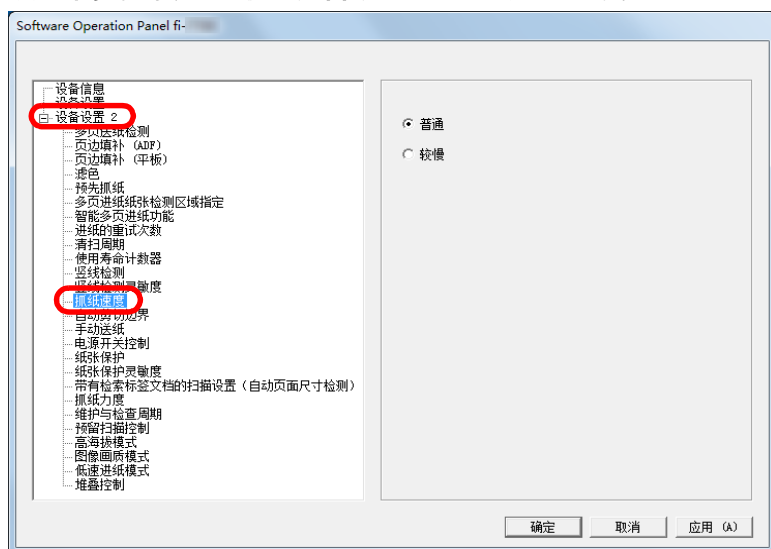 Software Operation Panel fi-
设备信息
设备设置
设备设置 2
多页送纸检测
页边填补 (ADF)
页边填补 (平板)
滤色
预先抓纸
多页进纸纸张检测区域指定
智能多页进纸功能
进纸的重试次数
清扫周期
使用寿命计数器
竖线检测
竖线检测灵敏度
抓纸速度
自动剪切边界
手动送纸
电源开关控制
纸张保护
纸张保护灵敏度
带有检索标签文档的扫描设置（自动页面尺寸检测）
抓纸力度
维护与检查周期
预留扫描控制
高海拔模式
图像画质模式
低速进纸模式
堆叠控制
普通
较慢
确定 取消 应用 (A)